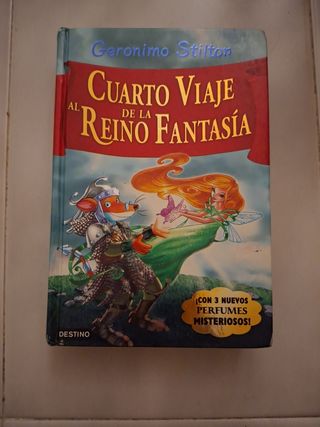 Geronimo Stilton
CUARTO VIAJE
AL DE LA
REINO FANTASÍA
¡CON 3 NUEVOS
PERFUMES
MISTERIOSOS!
DESTINO